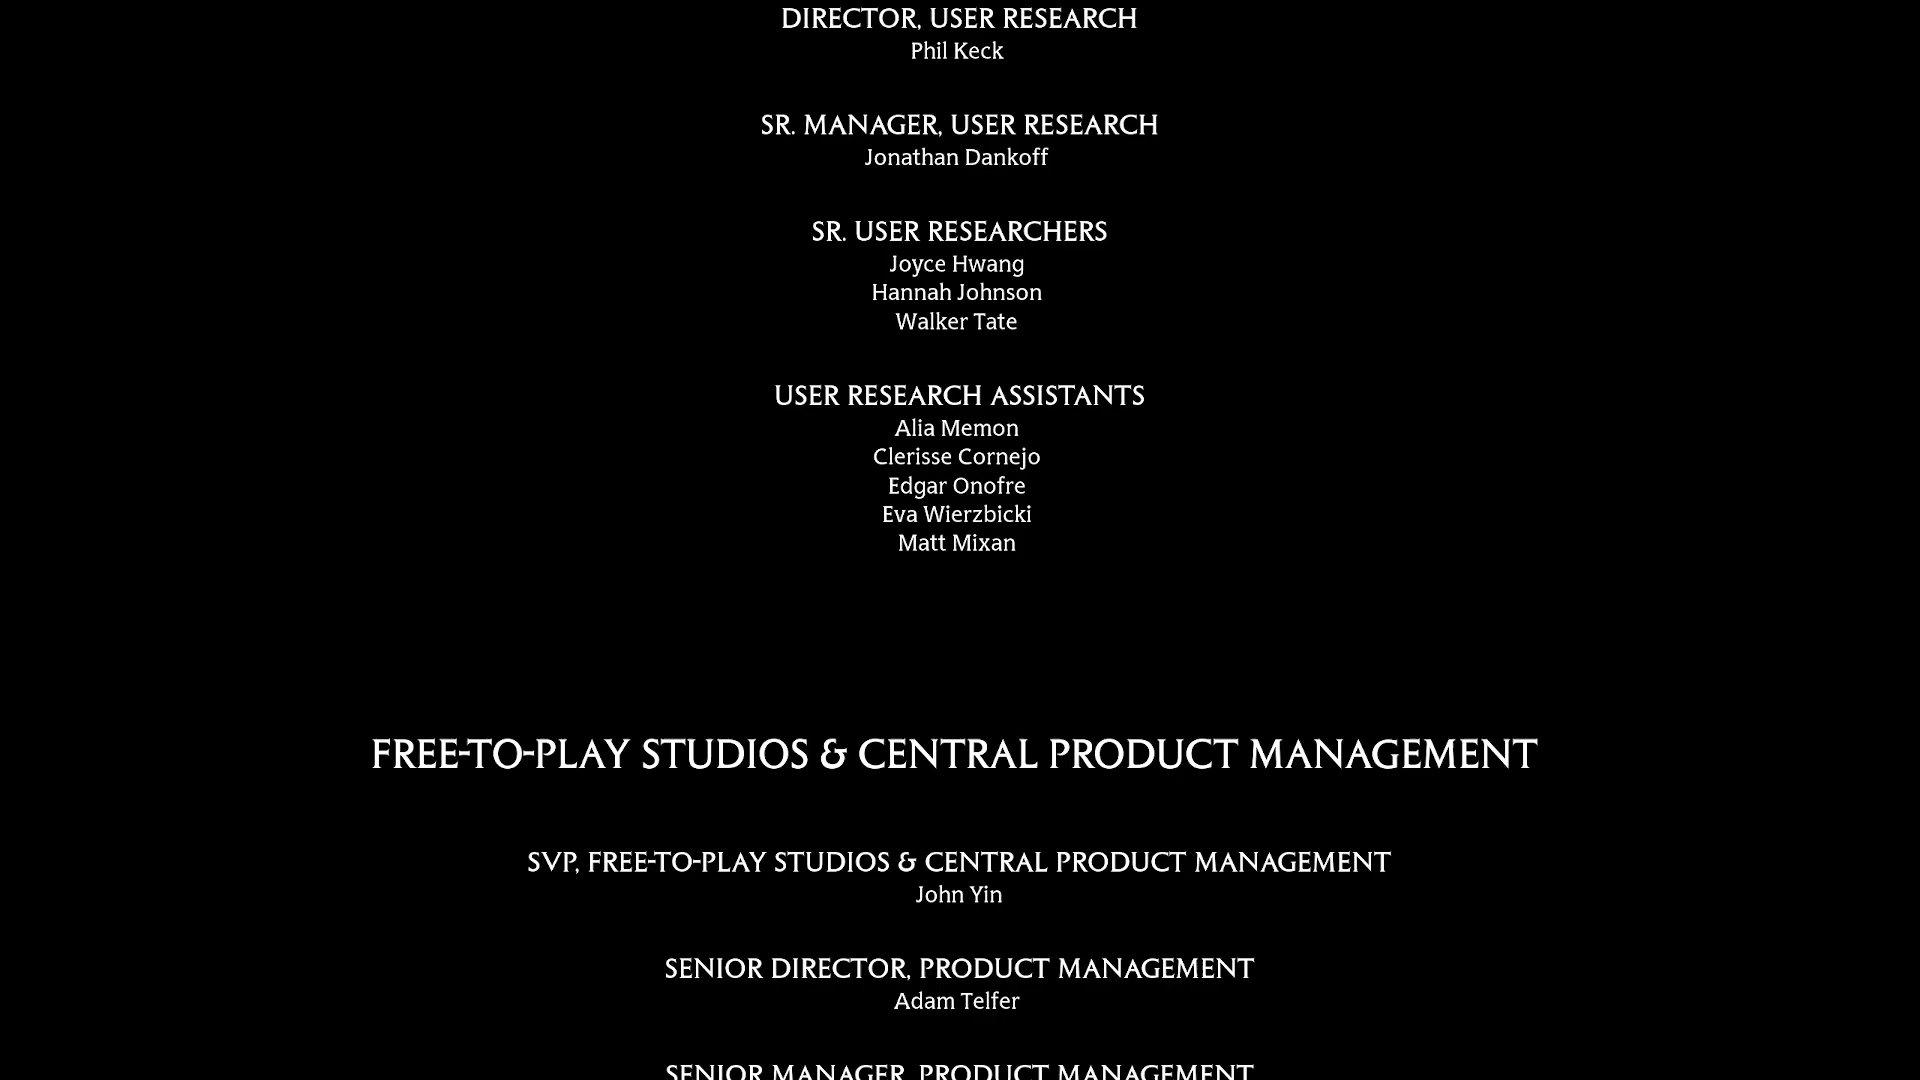 DIRECTOR, USER RESEARCH
Phil Keck
SR. MANAGER, USER RESEARCH
Jonathan Dankoff
SR. USER RESEARCHERS
Joyce Hwang
Hannah Johnson
Walker Tate
USER RESEARCH ASSISTANTS
Alia Memon
Clerisse Cornejo
Edgar Onofre
Eva Wierzbicki
Matt Mixan
FREE-TO-PLAY STUDIOS & CENTRAL PRODUCT MANAGEMENT
SVP, FREE-TO-PLAY STUDIOS & CENTRAL PRODUCT MANAGEMENT
John Yin
SENIOR DIRECTOR, PRODUCT MANAGEMENT
Adam Telfer
SENIOR MANAGER, PRODUCT MANAGEMENT